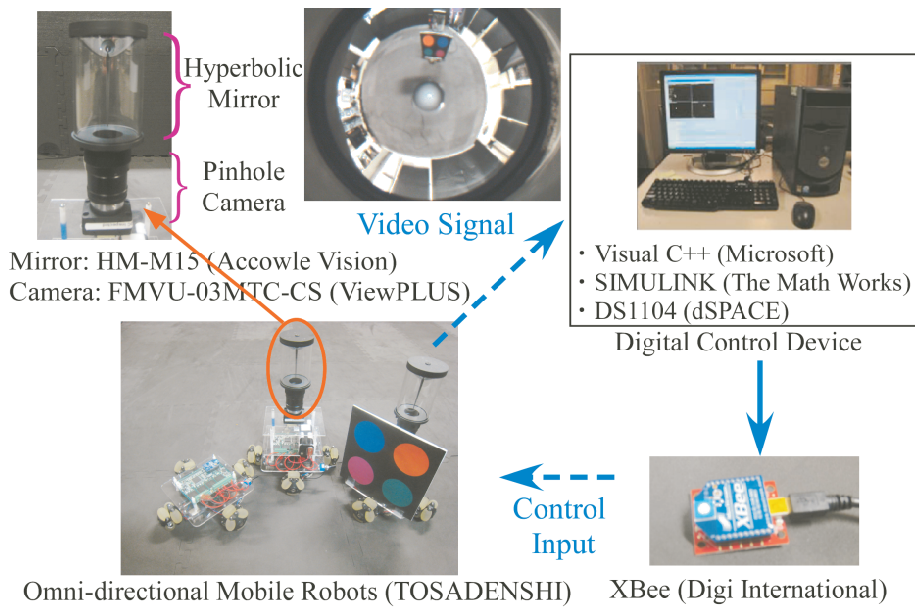 Hyperbolic
Mirror
Pinhole
Camera
Video Signal
Mirror: HM-M15 (Accowle Vision)
Camera: FMVU-03MTC-CS (ViewPLUS)
· Visual C++ (Microsoft)
· SIMULINK (The Math Works)
· DS1104 (dSPACE)
Digital Control Device
Control
Input
XBee
Omni-directional Mobile Robots (TOSADENSHI)
XBee (Digi International)